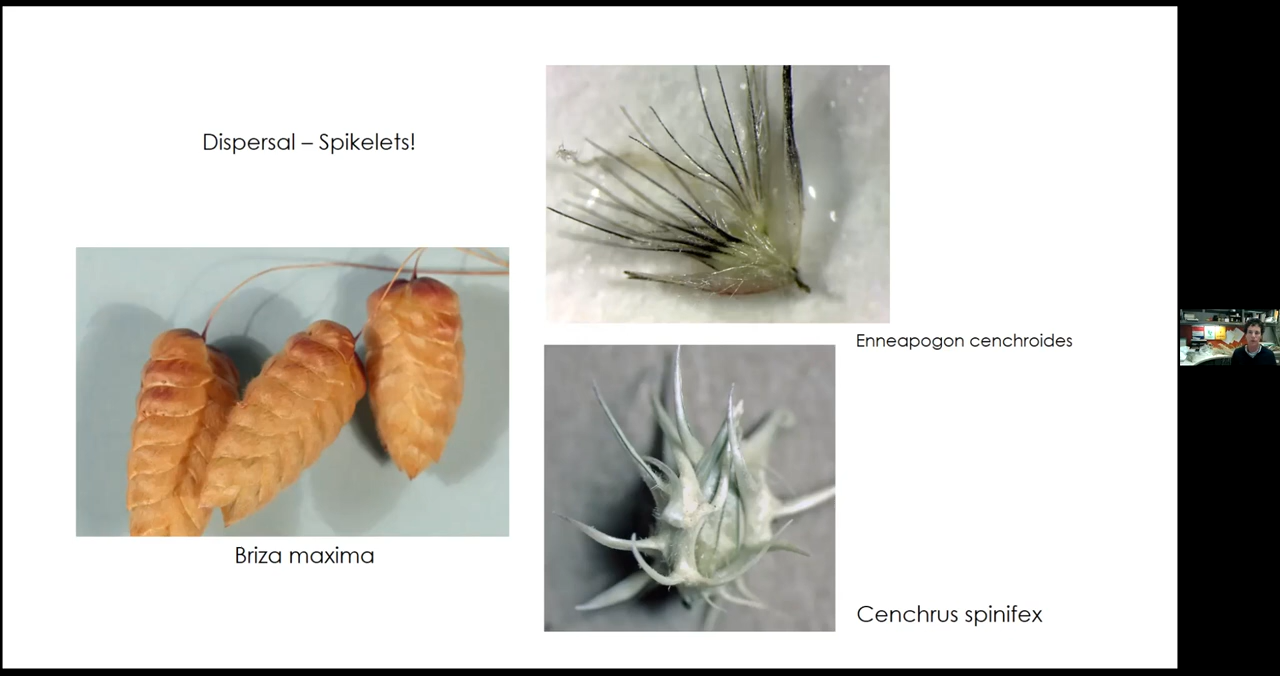 Dispersal – Spikelets!
Enneapogon cenchroides
Briza maxima
Cenchrus spinifex